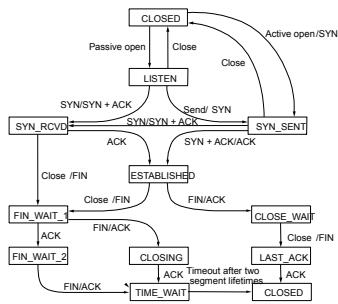 CLOSED
Active open/SYN
Passive open
Close
Close
LISTEN
SYN/SYN + ACK
Send/ SYN
SYN/SYN + ACK
SYN_RCVD
SYN_SENT
ACK
SYN + ACK/ACK
Close /FIN
ESTABLISHED
Close /FIN
FIN/ACK
FIN_WAIT_1
CLOSE_WAIT
FIN/ACK
ACK
Close /FIN
FIN_WAIT_2
CLOSING
LAST_ACK
ACK
Timeout after two
segment lifetimes
ACK
FIN/ACK
TIME_WAIT
CLOSED